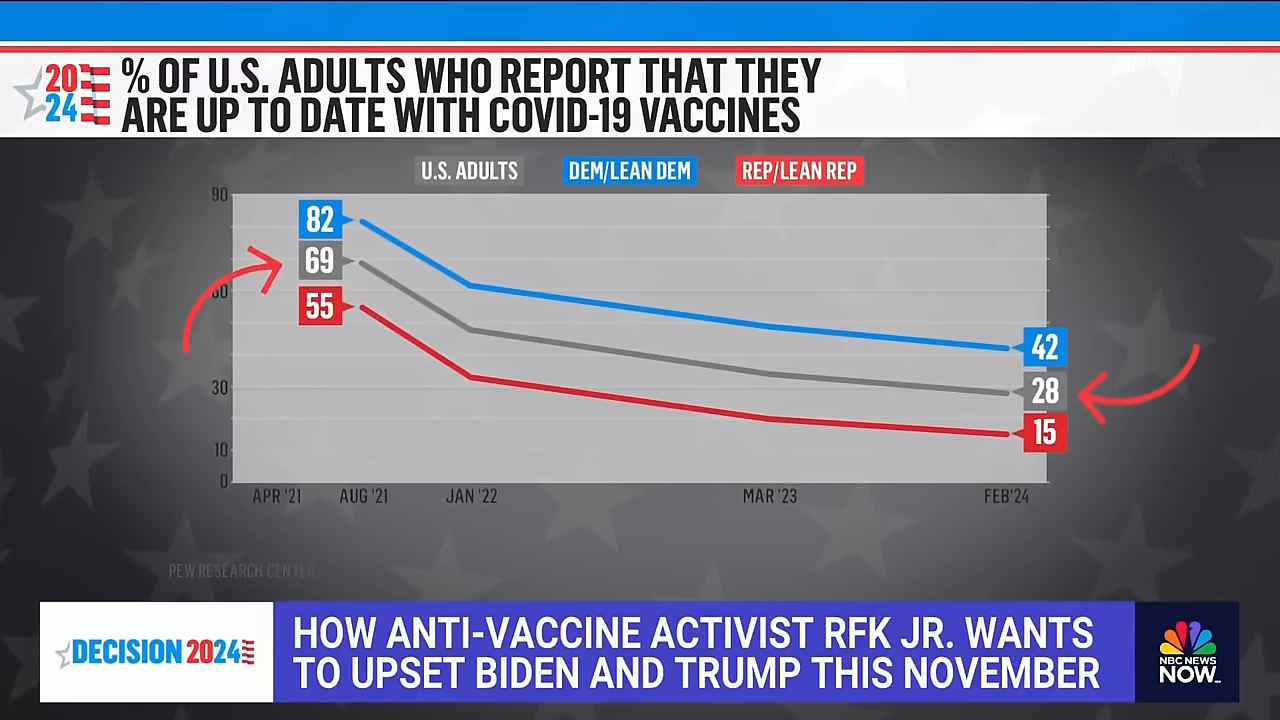 20
24
% OF U.S. ADULTS WHO REPORT THAT THEY
ARE UP TO DATE WITH COVID-19 VACCINES
U.S. ADULTS
DEM/LEAN DEM
REP/LEAN REP
90
82
69
60
55
42
30
28
15
10
0
APR '21
AUG '21
JAN '22
MAR '23
FEB'24
PEW RESEARCH CENTER
DECISION 2024
HOW ANTI-VACCINE ACTIVIST RFK JR. WANTS
TO UPSET BIDEN AND TRUMP THIS NOVEMBER
NBC NEWS
NOW